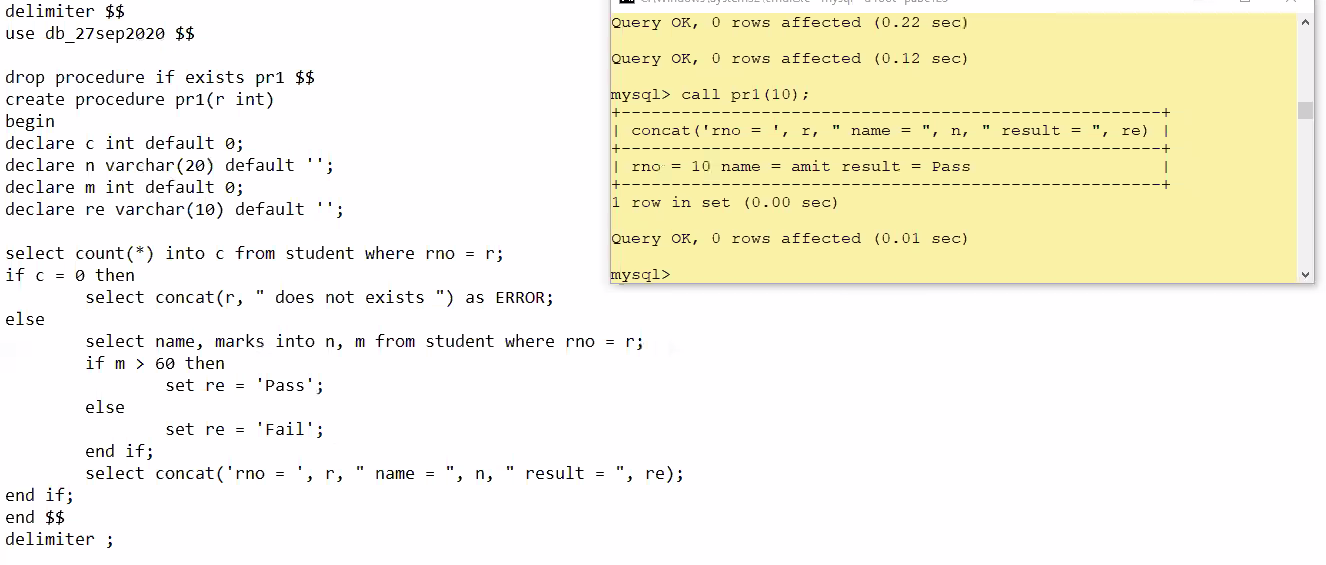 delimiter $$
use db_27sep2020 $$
drop procedure if exists pr1 $$
create procedure pr1(r int)
begin
declare c int default 0;
declare n varchar(20) default '';
declare m int default 0;
declare re varchar(10) default '';
select count(*) into c from student where rno = r;
if c = 0 then
select concat(r, " does not exists ") as ERROR;
else
select name, marks into n, m from student where rno = r;
if m > 60 then
set re = 'Pass';
else
set re = 'Fail';
end if;
select concat('rno = ', r, " name = ", n, " result = ", re);
end if;
end $$
delimiter ;
Query OK, 0 rows affected (0.22 sec)
Query OK, 0 rows affected (0.12 sec)
mysql> call pr1(10);
+------------------------------------------------------+
| concat('rno = ', r, " name = ", n, " result = ", re) |
+------------------------------------------------------+
| rno = 10 name = amit result = Pass                   |
+------------------------------------------------------+
1 row in set (0.00 sec)
Query OK, 0 rows affected (0.01 sec)
mysql>